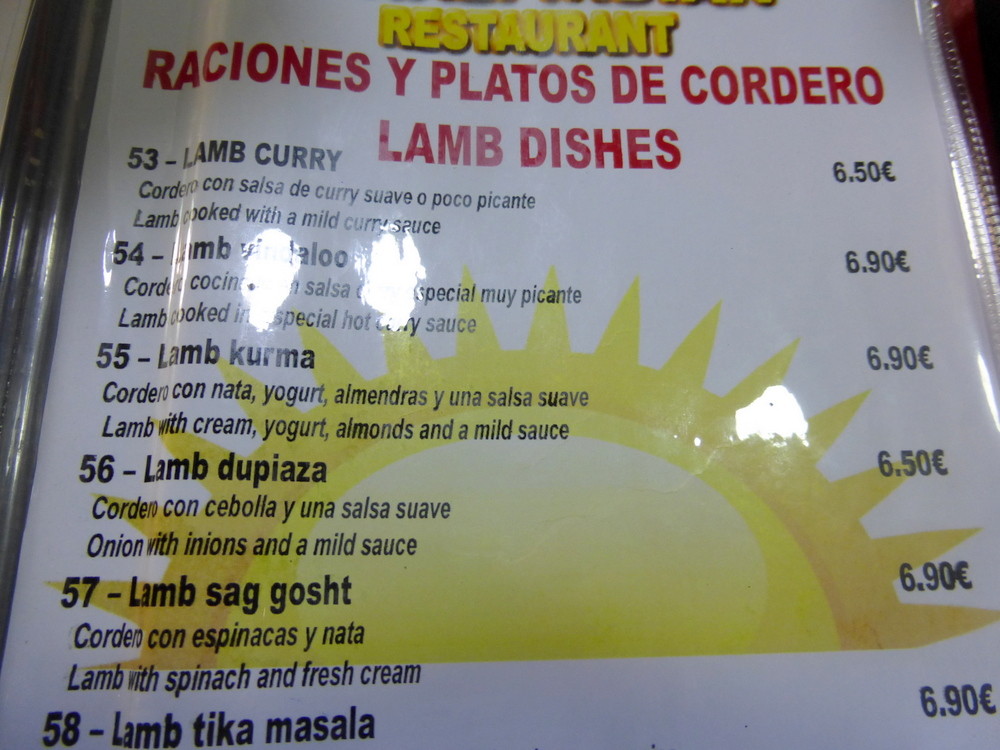 RESTAURANT
RACIONES Y PLATOS DE CORDERO
LAMB DISHES
53 - LAMB CURRY 6.50€
Cordero con salsa de curry suave o poco picante
Lamb cooked with a mild curry sauce
54 - Lamb vindaloo 6.90€
Cordero salsa especial muy picante
Lamb cooked in special hot curry sauce
55 - Lamb kurma 6.90€
Cordero con nata, yogurt, almendras y una salsa suave
Lamb with cream, yogurt, almonds and a mild sauce
56 - Lamb dupiaza 6.50€
Cordero con cebolla y una salsa suave
Onion with inions and a mild sauce
57 - Lamb sag gosht 6.90€
Cordero con espinacas y nata
Lamb with spinach and fresh cream
58 - Lamb tika masala 6.90€